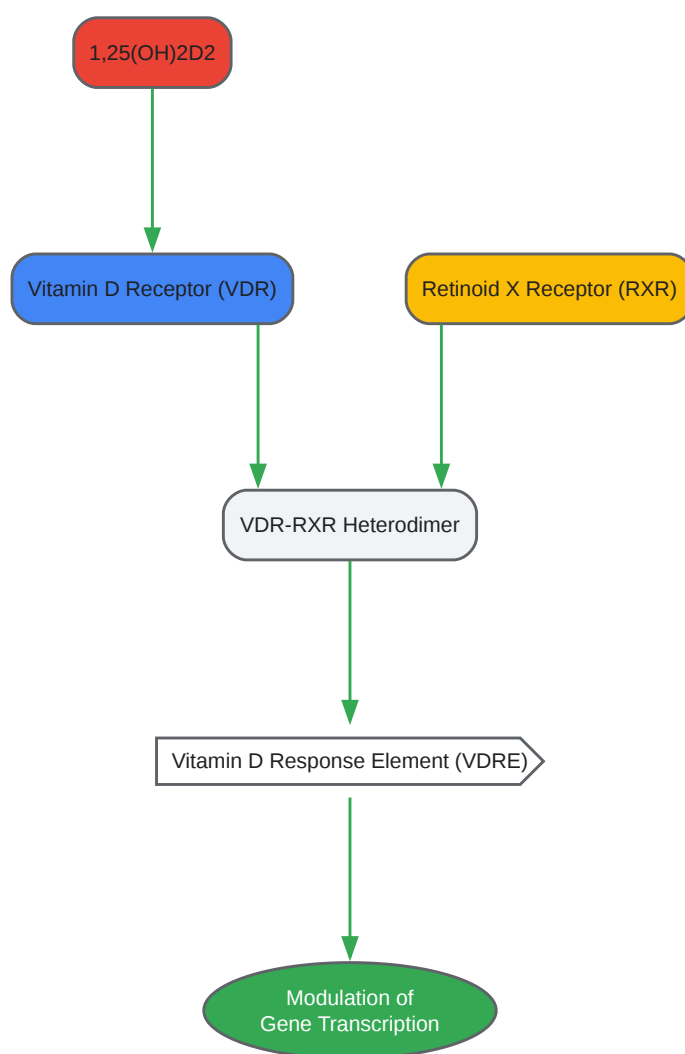 1,25(OH)2D2
Vitamin D Receptor (VDR)
Retinoid X Receptor (RXR)
VDR-RXR Heterodimer
Vitamin D Response Element (VDRE)
Modulation of
Gene Transcription